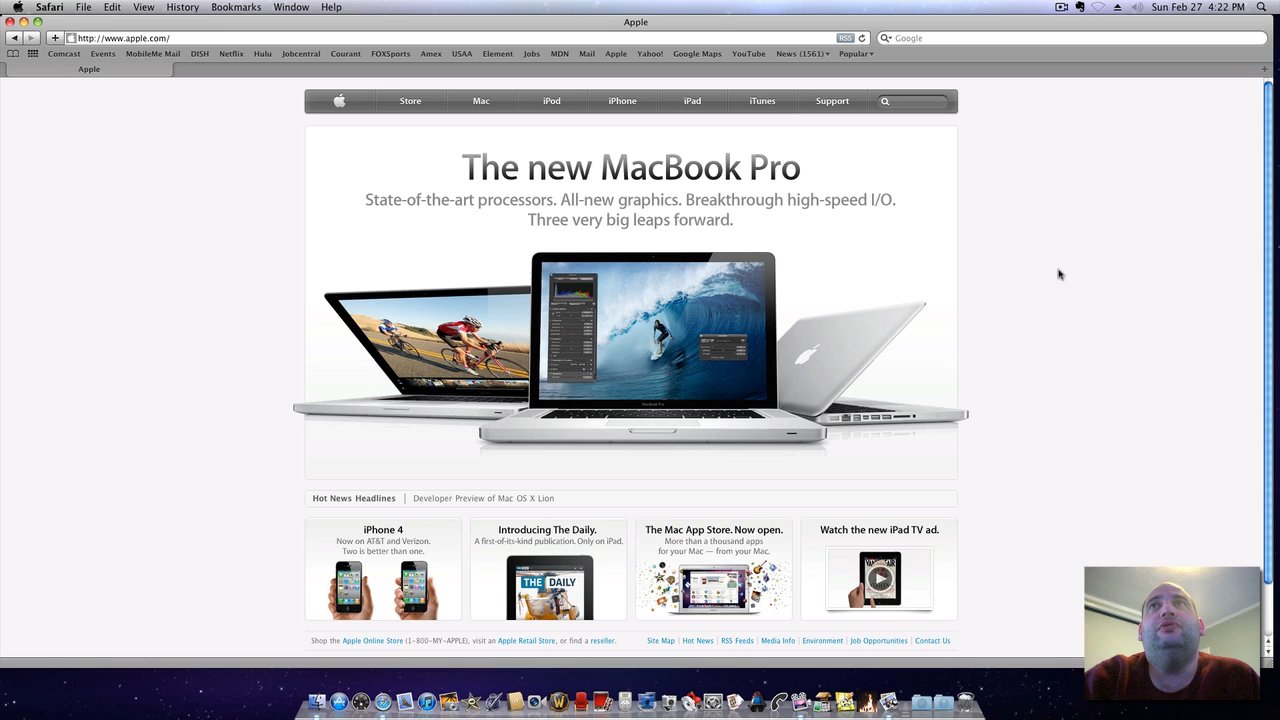 Safari File Edit View History Bookmarks Window Help Sun Feb 27 4:22 PM
Apple
http://www.apple.com/ RSS Google
Comcast Events MobileMe Mail DISH Netflix Hulu Jobcentral Courant FOXSports Amex USAA Element Jobs MDN Mail Apple Yahoo! Google Maps YouTube News (1561) Popular
Apple
Store Mac iPod iPhone iPad iTunes Support
The new MacBook Pro
State-of-the-art processors. All-new graphics. Breakthrough high-speed I/O.
Three very big leaps forward.
MacBook Pro
Hot News Headlines Developer Preview of Mac OS X Lion
iPhone 4
Now on AT&T and Verizon.
Two is better than one.
Introducing The Daily.
A first-of-its-kind publication. Only on iPad.
THE DAILY
The Mac App Store. Now open.
More than a thousand apps
for your Mac — from your Mac.
Watch the new iPad TV ad.
Shop the Apple Online Store (1-800-MY-APPLE), visit an Apple Retail Store, or find a reseller.
Site Map Hot News RSS Feeds Media Info Environment Job Opportunities Contact Us